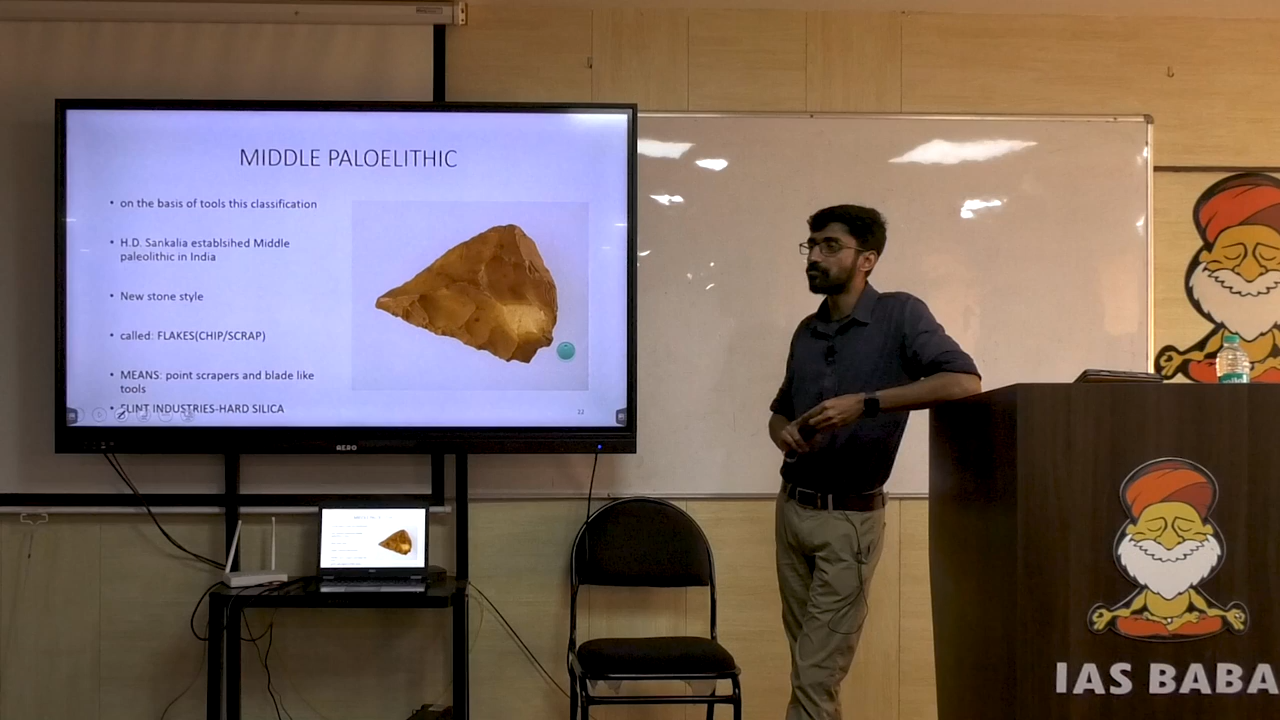 MIDDLE PALOELITHIC
• on the basis of tools this classification
• H.D. Sankalia establsihed Middle
paleolithic in India
• New stone style
• called: FLAKES(CHIP/SCRAP)
• MEANS: point scrapers and blade like
tools
• FLINT INDUSTRIES-HARD SILICA
22
AERO
IAS BABA